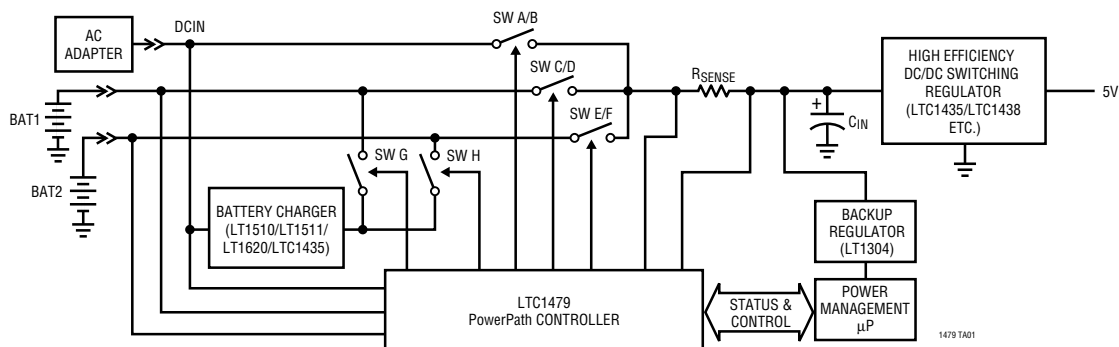 AC
ADAPTER
DCIN
SW A/B
SW C/D
SW E/F
RSENSE
HIGH EFFICIENCY
DC/DC SWITCHING
REGULATOR
(LTC1435/LTC1438
ETC.)
5V
BAT1
BAT2
+
CIN
SW G
SW H
BATTERY CHARGER
(LT1510/LT1511/
LT1620/LTC1435)
BACKUP
REGULATOR
(LT1304)
LTC1479
PowerPath CONTROLLER
STATUS &
CONTROL
POWER
MANAGEMENT
µP
1479 TA01